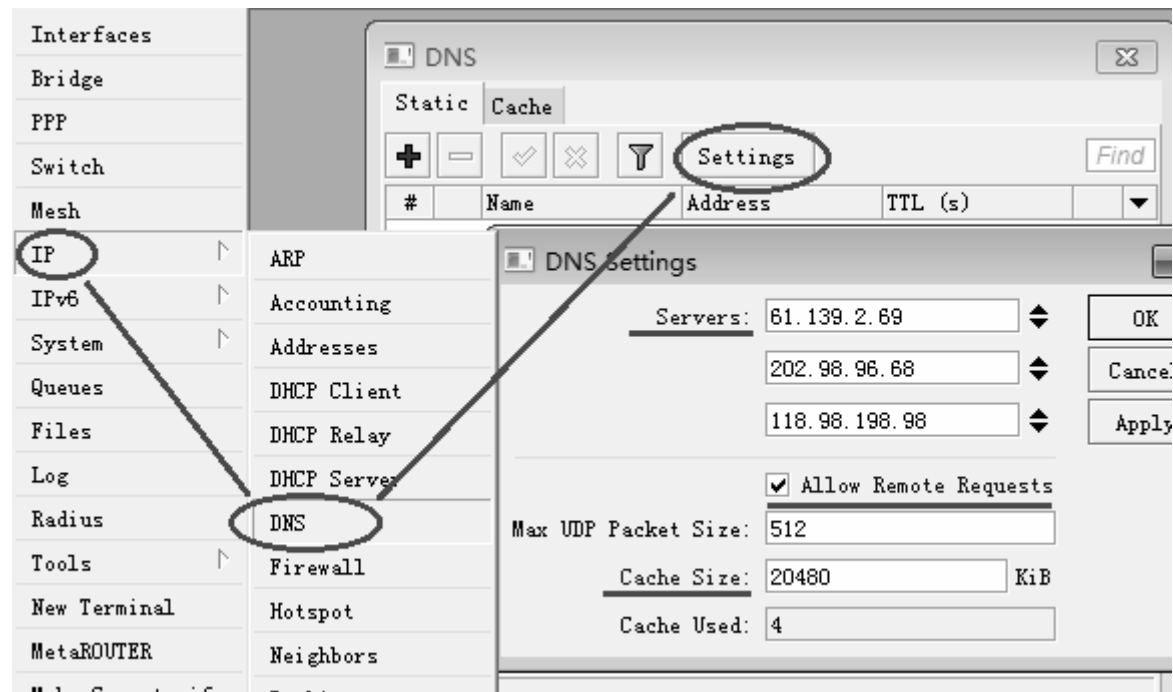 Interfaces
Bridge
PPP
Switch
Mesh
IP
IPv6
System
Queues
Files
Log
Radius
Tools
New Terminal
MetaROUTER
ARP
Accounting
Addresses
DHCP Client
DHCP Relay
DHCP Server
DNS
Firewall
Hotspot
Neighbors
DNS
Static Cache
Settings Find
# Name Address TTL (s)
DNS Settings
Servers: 61.139.2.69 OK
202.98.96.68 Cancel
118.98.198.98 Apply
Allow Remote Requests
Max UDP Packet Size: 512
Cache Size: 20480 KiB
Cache Used: 4